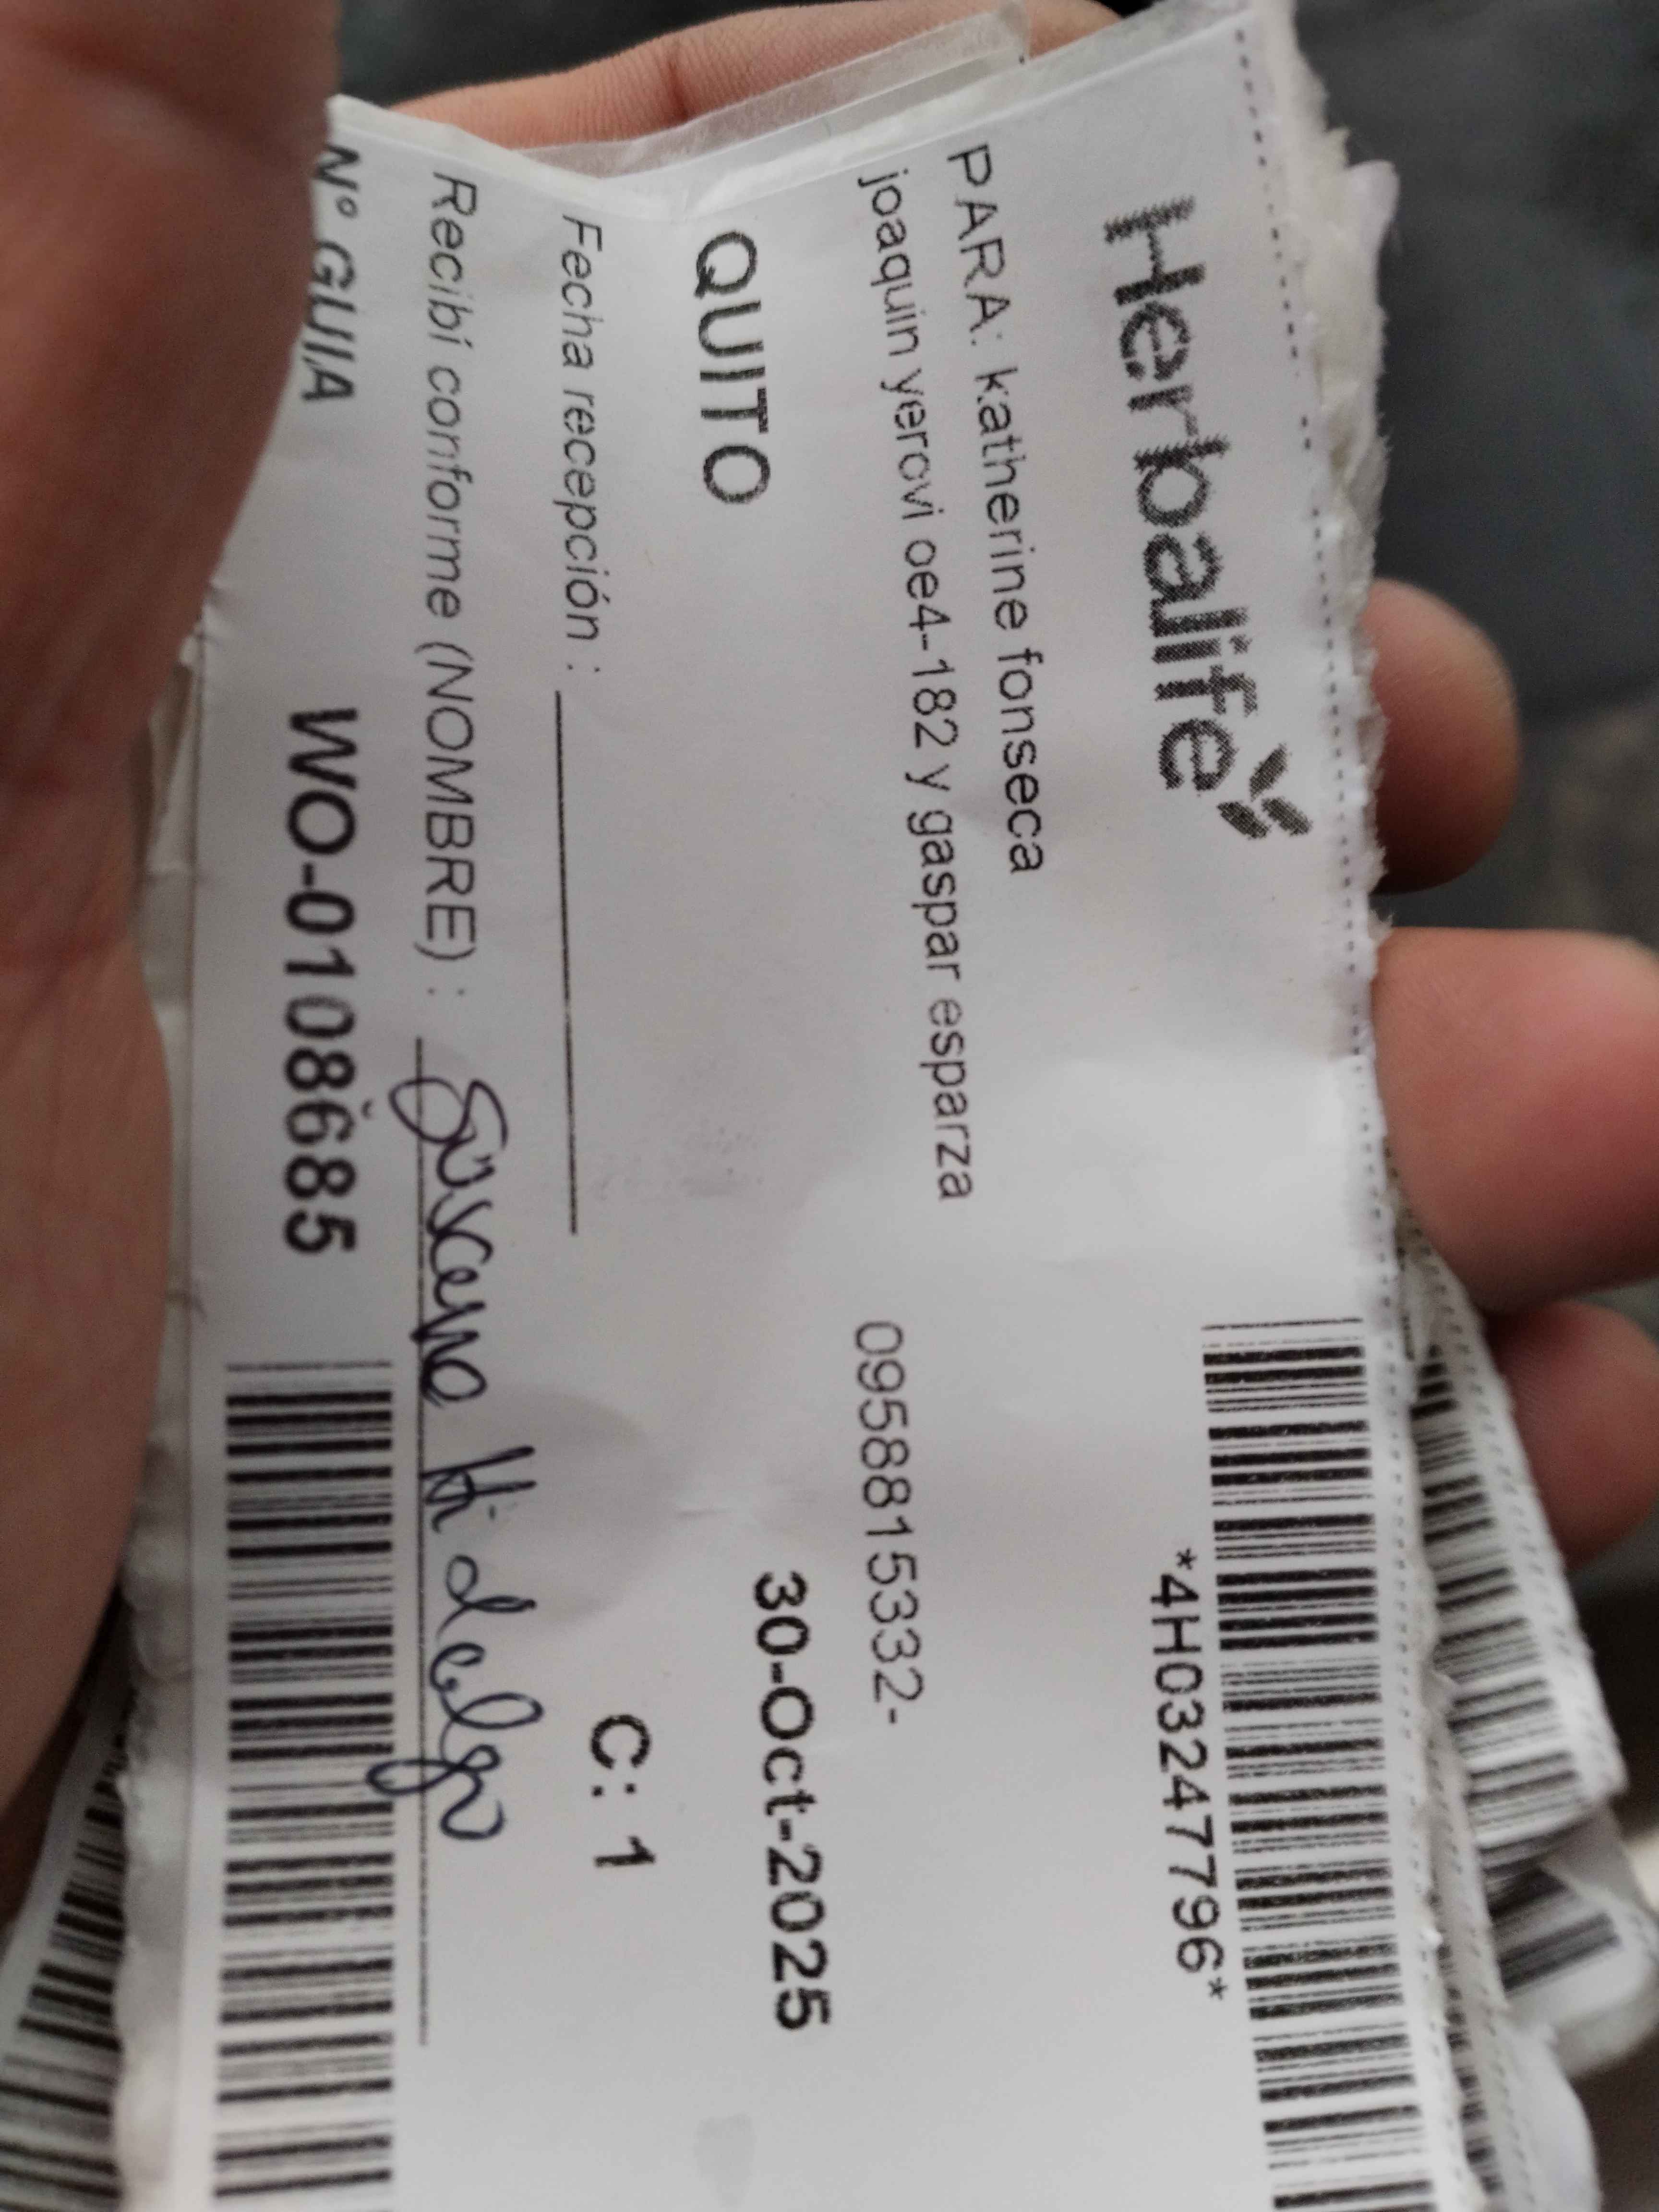 Herbalife
*4H03247796*
PARA: katherine fonseca
joaquin yerovi oe4-182 y gaspar esparza
0958815332-
QUITO
30-Oct-2025
C: 1
Fecha recepción :
Recibí conforme (NOMBRE) : Hidalgo
Nº GUIA WO-0108685